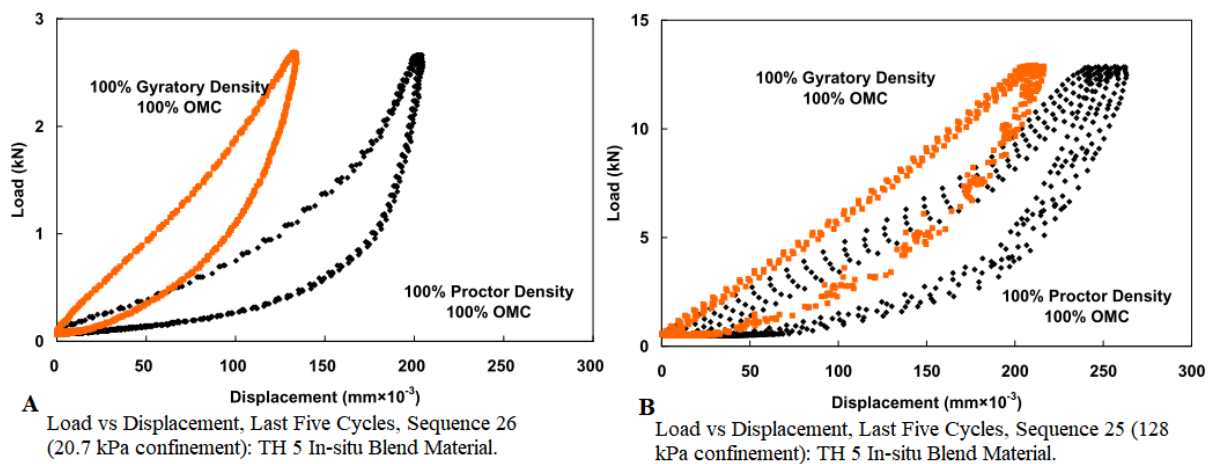 3
2
1
0
0
50
100
150
200
250
300
Load (kN)
Displacement (mm×10-3)
100% Gyratory Density
100% OMC
100% Proctor Density
100% OMC
A
Load vs Displacement, Last Five Cycles, Sequence 26
(20.7 kPa confinement): TH 5 In-situ Blend Material.
15
10
5
0
0
50
100
150
200
250
300
Load (kN)
Displacement (mm×10-3)
100% Gyratory Density
100% OMC
100% Proctor Density
100% OMC
B
Load vs Displacement, Last Five Cycles, Sequence 25 (128
kPa confinement): TH 5 In-situ Blend Material.